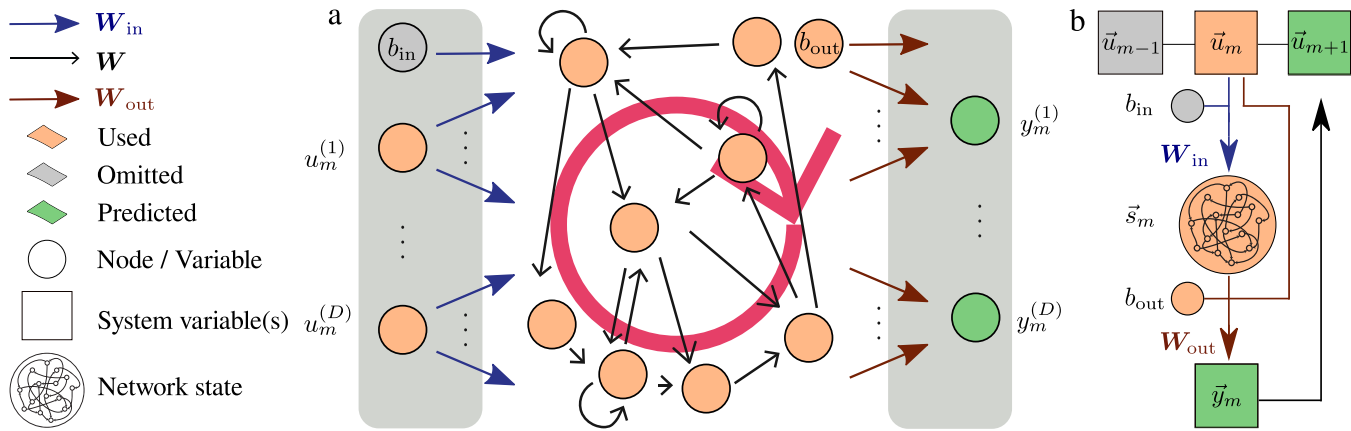 W_in
W
W_out
Used
Omitted
Predicted
Node / Variable
System variable(s)
Network state
a
b_in
u_m^(1)
⋮
u_m^(D)
⋮
⋮
b_out
⋮
⋮
y_m^(1)
⋮
y_m^(D)
b
u⃗_{m−1}
u⃗_m
u⃗_{m+1}
b_in
W_in
s⃗_m
b_out
W_out
y⃗_m